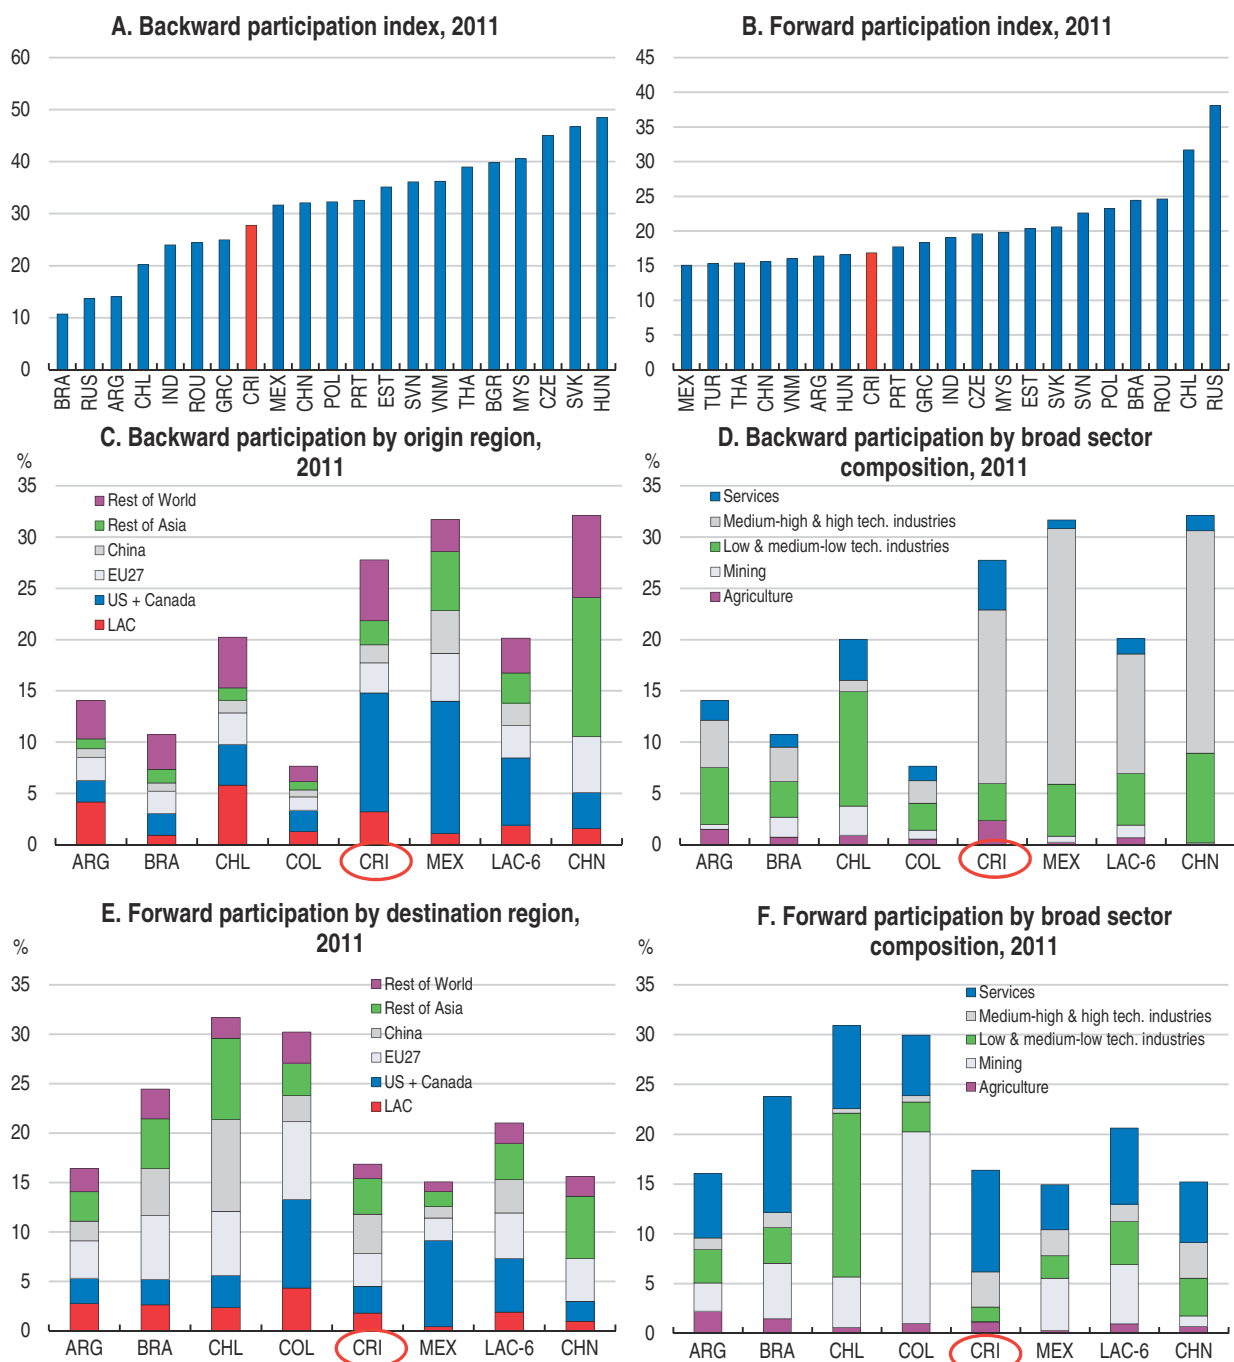 A. Backward participation index, 2011
60
50
40
30
20
10
0
BRA RUS ARG CHL IND ROU GRC CRI MEX CHN POL PRT EST SVN VNM THA BGR MYS CZE SVK HUN
B. Forward participation index, 2011
45
40
35
30
25
20
15
10
5
0
MEX TUR THA CHN VNM ARG HUN CRI PRT GRC IND CZE MYS EST SVK SVN POL BRA ROU CHL RUS
C. Backward participation by origin region,
2011
%
35
30
25
20
15
10
5
0
Rest of World
Rest of Asia
China
EU27
US + Canada
LAC
ARG BRA CHL COL CRI MEX LAC-6 CHN
D. Backward participation by broad sector
composition, 2011
35
30
25
20
15
10
5
0
Services
Medium-high & high tech. industries
Low & medium-low tech. industries
Mining
Agriculture
ARG BRA CHL COL CRI MEX LAC-6 CHN
E. Forward participation by destination region,
2011
%
35
30
25
20
15
10
5
0
Rest of World
Rest of Asia
China
EU27
US + Canada
LAC
ARG BRA CHL COL CRI MEX LAC-6 CHN
F. Forward participation by broad sector
composition, 2011
%
35
30
25
20
15
10
5
0
Services
Medium-high & high tech. industries
Low & medium-low tech. industries
Mining
Agriculture
ARG BRA CHL COL CRI MEX LAC-6 CHN